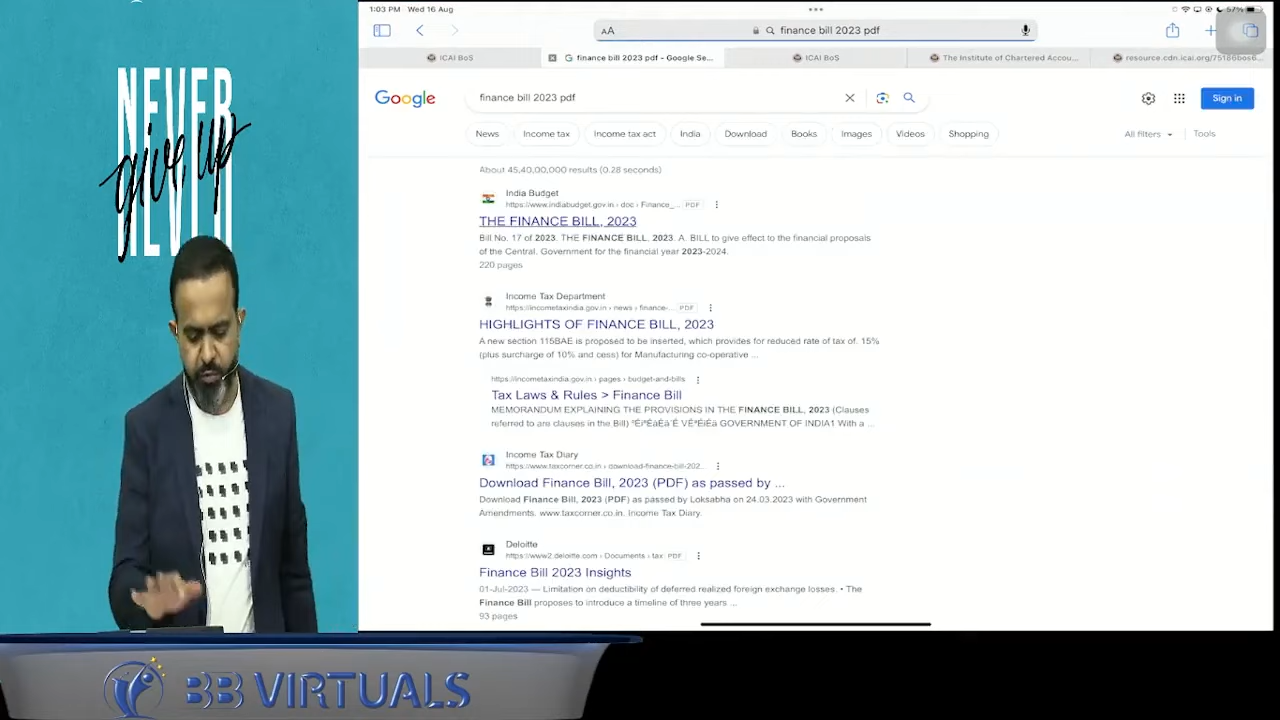 1:03 PM Wed 16 Aug
57%
AA
finance bill 2023 pdf
ICAI BoS
finance bill 2023 pdf - Google Se...
ICAI BoS
The Institute of Chartered Accou...
resource.cdn.icai.org/75186bos6...
Google
finance bill 2023 pdf
Sign in
News
Income tax
Income tax act
India
Download
Books
Images
Videos
Shopping
All filters
Tools
About 45,40,00,000 results (0.28 seconds)
India Budget
https://www.indiabudget.gov.in › doc › Finance_... PDF
THE FINANCE BILL, 2023
Bill No. 17 of 2023. THE FINANCE BILL, 2023. A. BILL to give effect to the financial proposals
of the Central. Government for the financial year 2023-2024.
220 pages
Income Tax Department
https://incometaxindia.gov.in › news › finance-... PDF
HIGHLIGHTS OF FINANCE BILL, 2023
A new section 115BAE is proposed to be inserted, which provides for reduced rate of tax of. 15%
(plus surcharge of 10% and cess) for Manufacturing co-operative ...
https://incometaxindia.gov.in › pages › budget-and-bills
Tax Laws & Rules > Finance Bill
MEMORANDUM EXPLAINING THE PROVISIONS IN THE FINANCE BILL, 2023 (Clauses
referred to are clauses in the Bill) GOVERNMENT OF INDIA1 With a ...
Income Tax Diary
https://www.taxcorner.co.in › download-finance-bill-202...
Download Finance Bill, 2023 (PDF) as passed by ...
Download Finance Bill, 2023 (PDF) as passed by Loksabha on 24.03.2023 with Government
Amendments. www.taxcorner.co.in. Income Tax Diary.
Deloitte
https://www2.deloitte.com › Documents › tax PDF
Finance Bill 2023 Insights
01-Jul-2023 — Limitation on deductibility of deferred realized foreign exchange losses. • The
Finance Bill proposes to introduce a timeline of three years ...
93 pages
NEVER
give up
NEVER
BB VIRTUALS